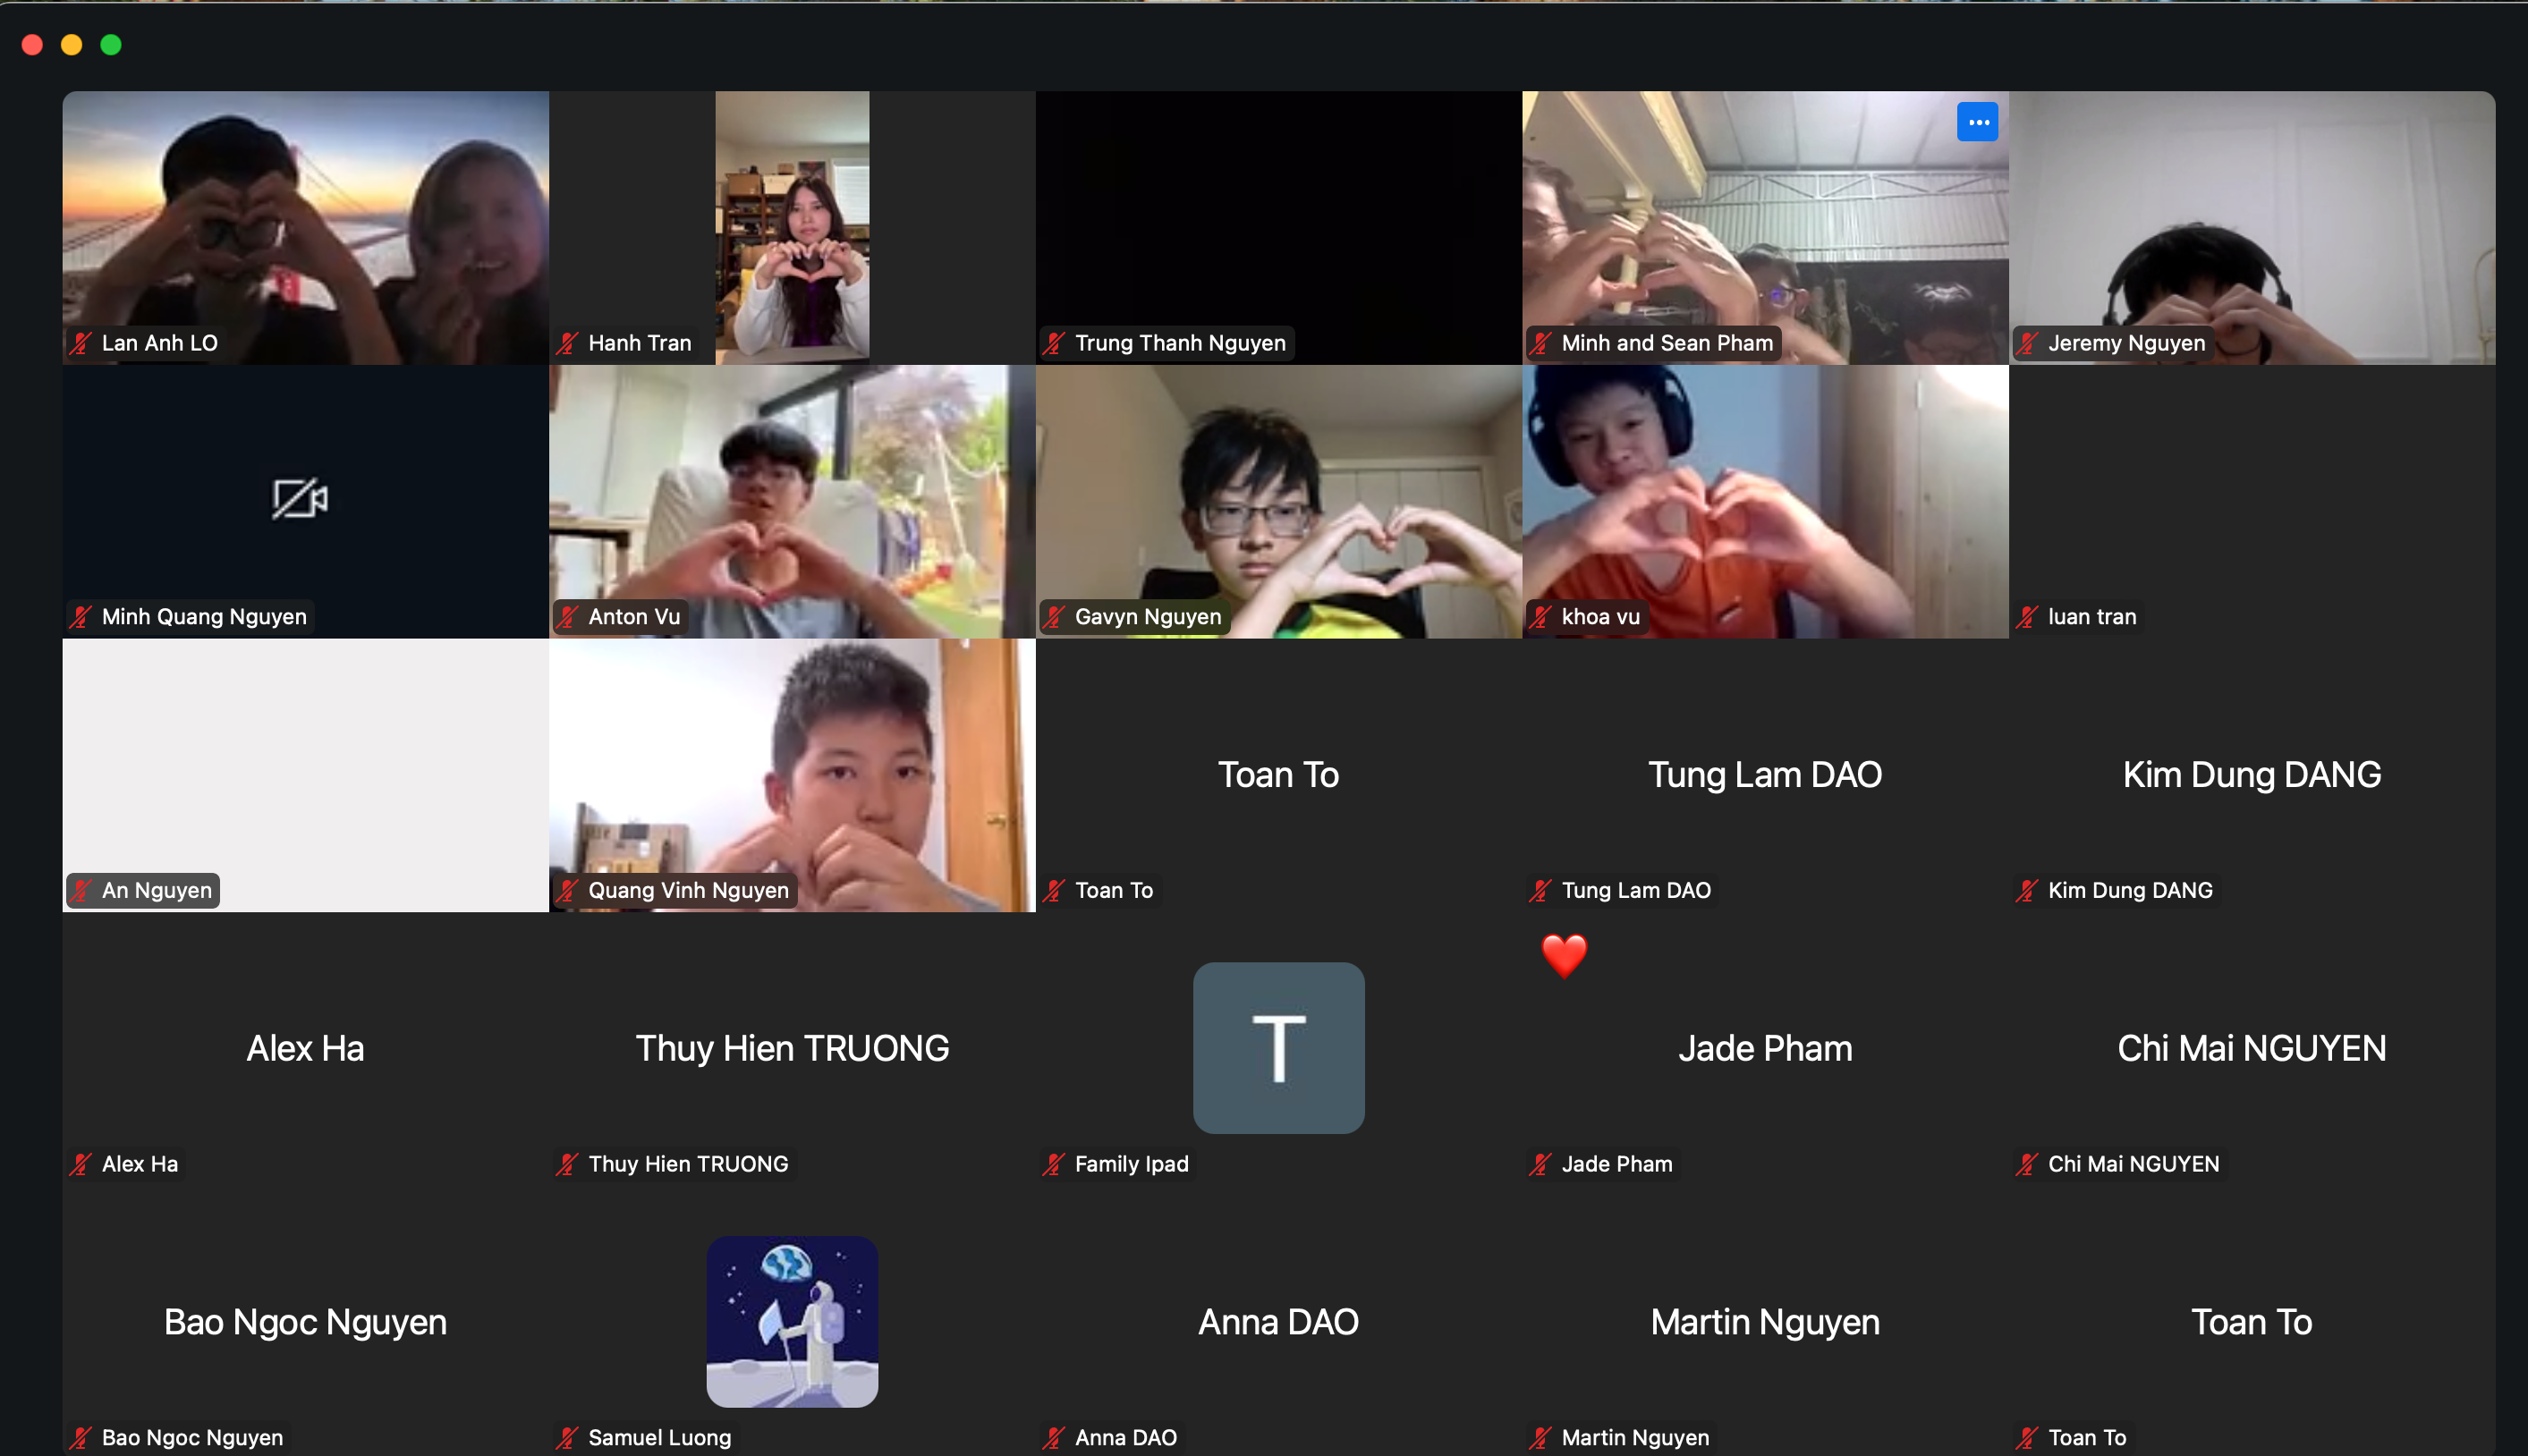 Lan Anh LO
Hanh Tran
Trung Thanh Nguyen
Minh and Sean Pham
Jeremy Nguyen
Minh Quang Nguyen
Anton Vu
Gavyn Nguyen
khoa vu
luan tran
An Nguyen
Quang Vinh Nguyen
Toan To
Toan To
Tung Lam DAO
Tung Lam DAO
Kim Dung DANG
Kim Dung DANG
Alex Ha
Alex Ha
Thuy Hien TRUONG
Thuy Hien TRUONG
T
Family Ipad
Jade Pham
Jade Pham
Chi Mai NGUYEN
Chi Mai NGUYEN
Bao Ngoc Nguyen
Bao Ngoc Nguyen
Samuel Luong
Anna DAO
Anna DAO
Martin Nguyen
Martin Nguyen
Toan To
Toan To